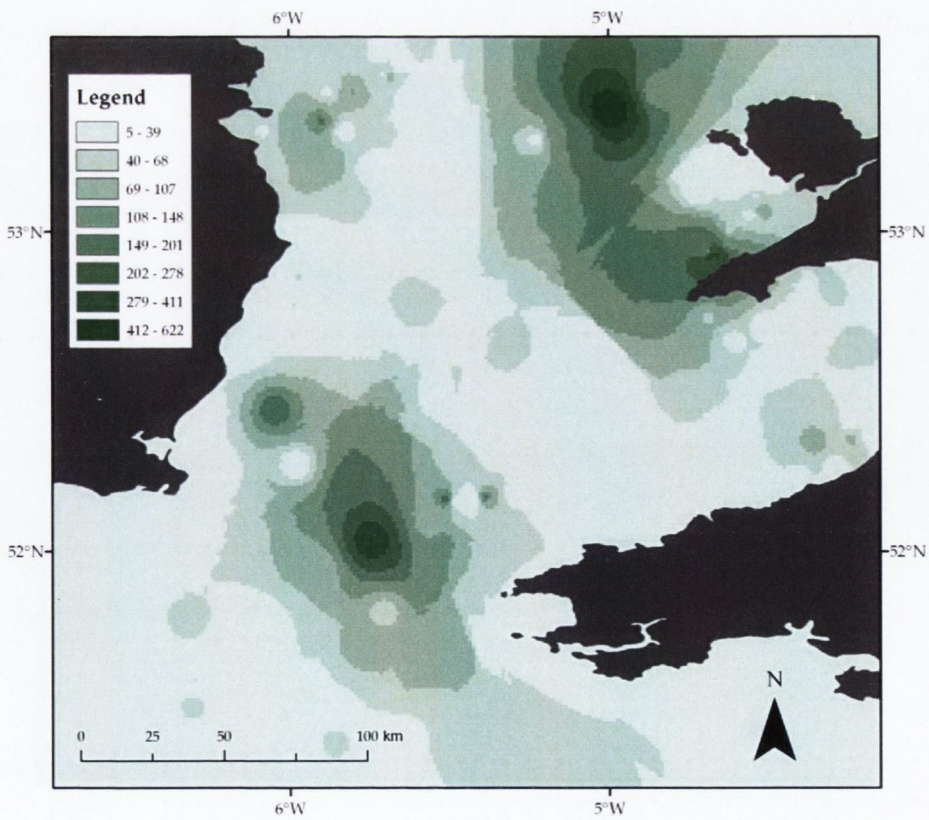 6°W 5°W
Legend
5 - 39
40 - 68
69 - 107
108 - 148
149 - 201
202 - 278
279 - 411
412 - 622
53°N 53°N
52°N 52°N
N
0 25 50 100 km
6°W 5°W